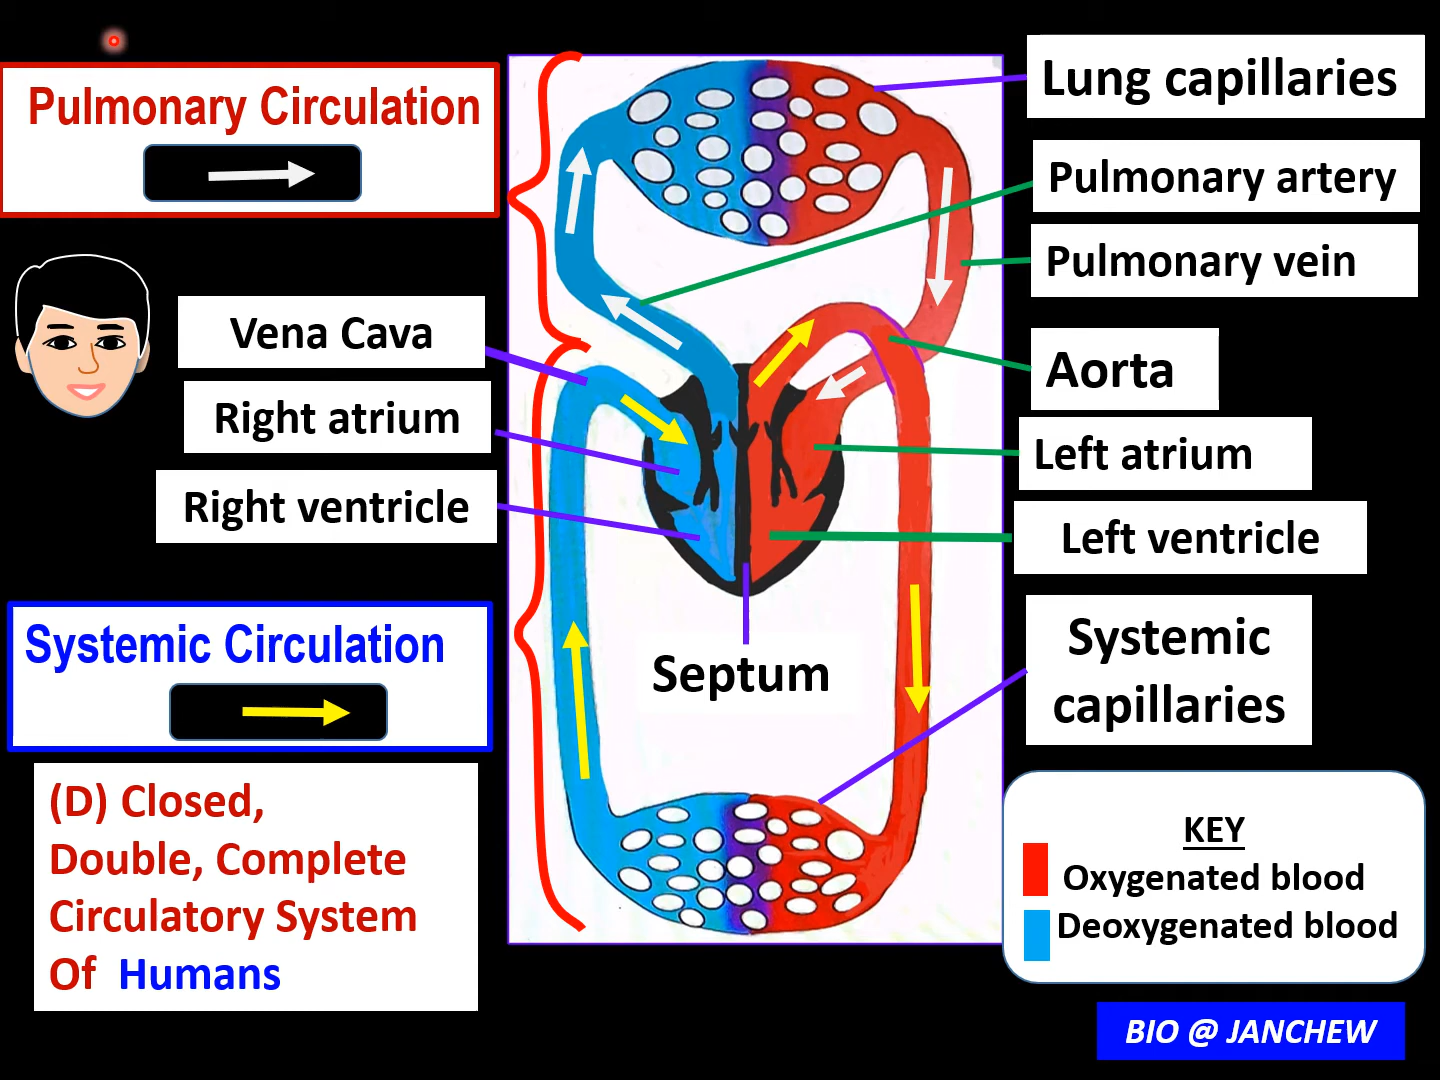 Pulmonary Circulation
Lung capillaries
Pulmonary artery
Pulmonary vein
Vena Cava
Right atrium
Right ventricle
Aorta
Left atrium
Left ventricle
Systemic Circulation
Septum
Systemic
capillaries
(D) Closed,
Double, Complete
Circulatory System
Of Humans
KEY
Oxygenated blood
Deoxygenated blood
BIO @ JANCHEW